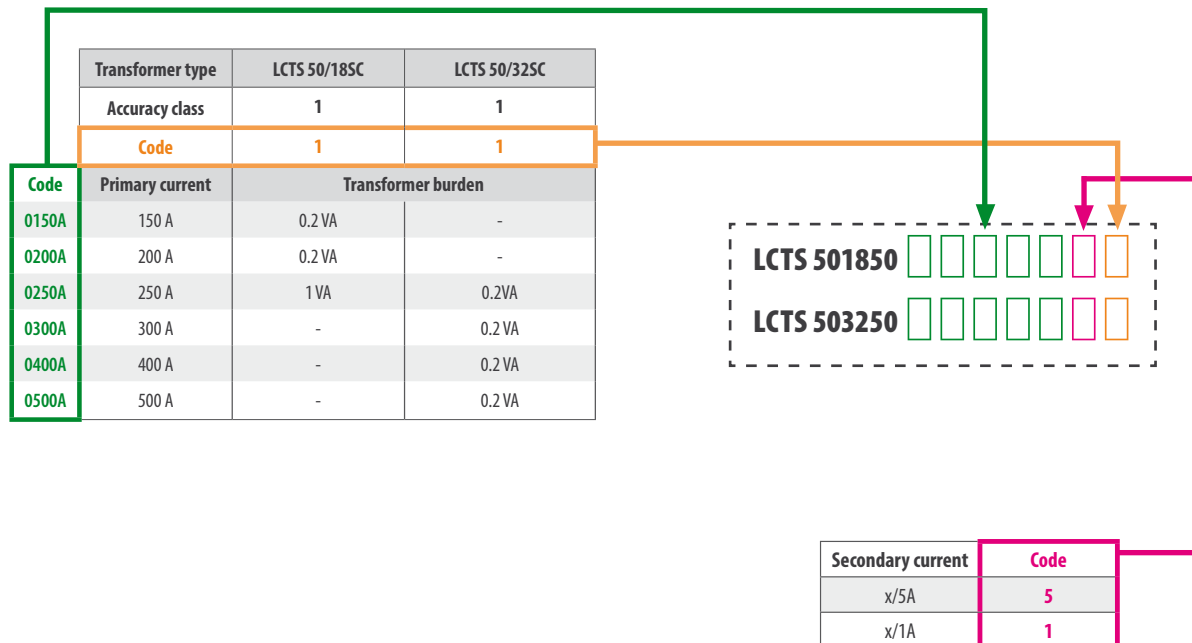 Transformer type LCTS 50/18SC LCTS 50/32SC
Accuracy class 1 1
Code 1 1
Code Primary current Transformer burden
0150A 150 A 0.2 VA -
0200A 200 A 0.2 VA -
0250A 250 A 1 VA 0.2VA
0300A 300 A - 0.2 VA
0400A 400 A - 0.2 VA
0500A 500 A - 0.2 VA
LCTS 501850
LCTS 503250
Secondary current Code
x/5A 5
x/1A 1